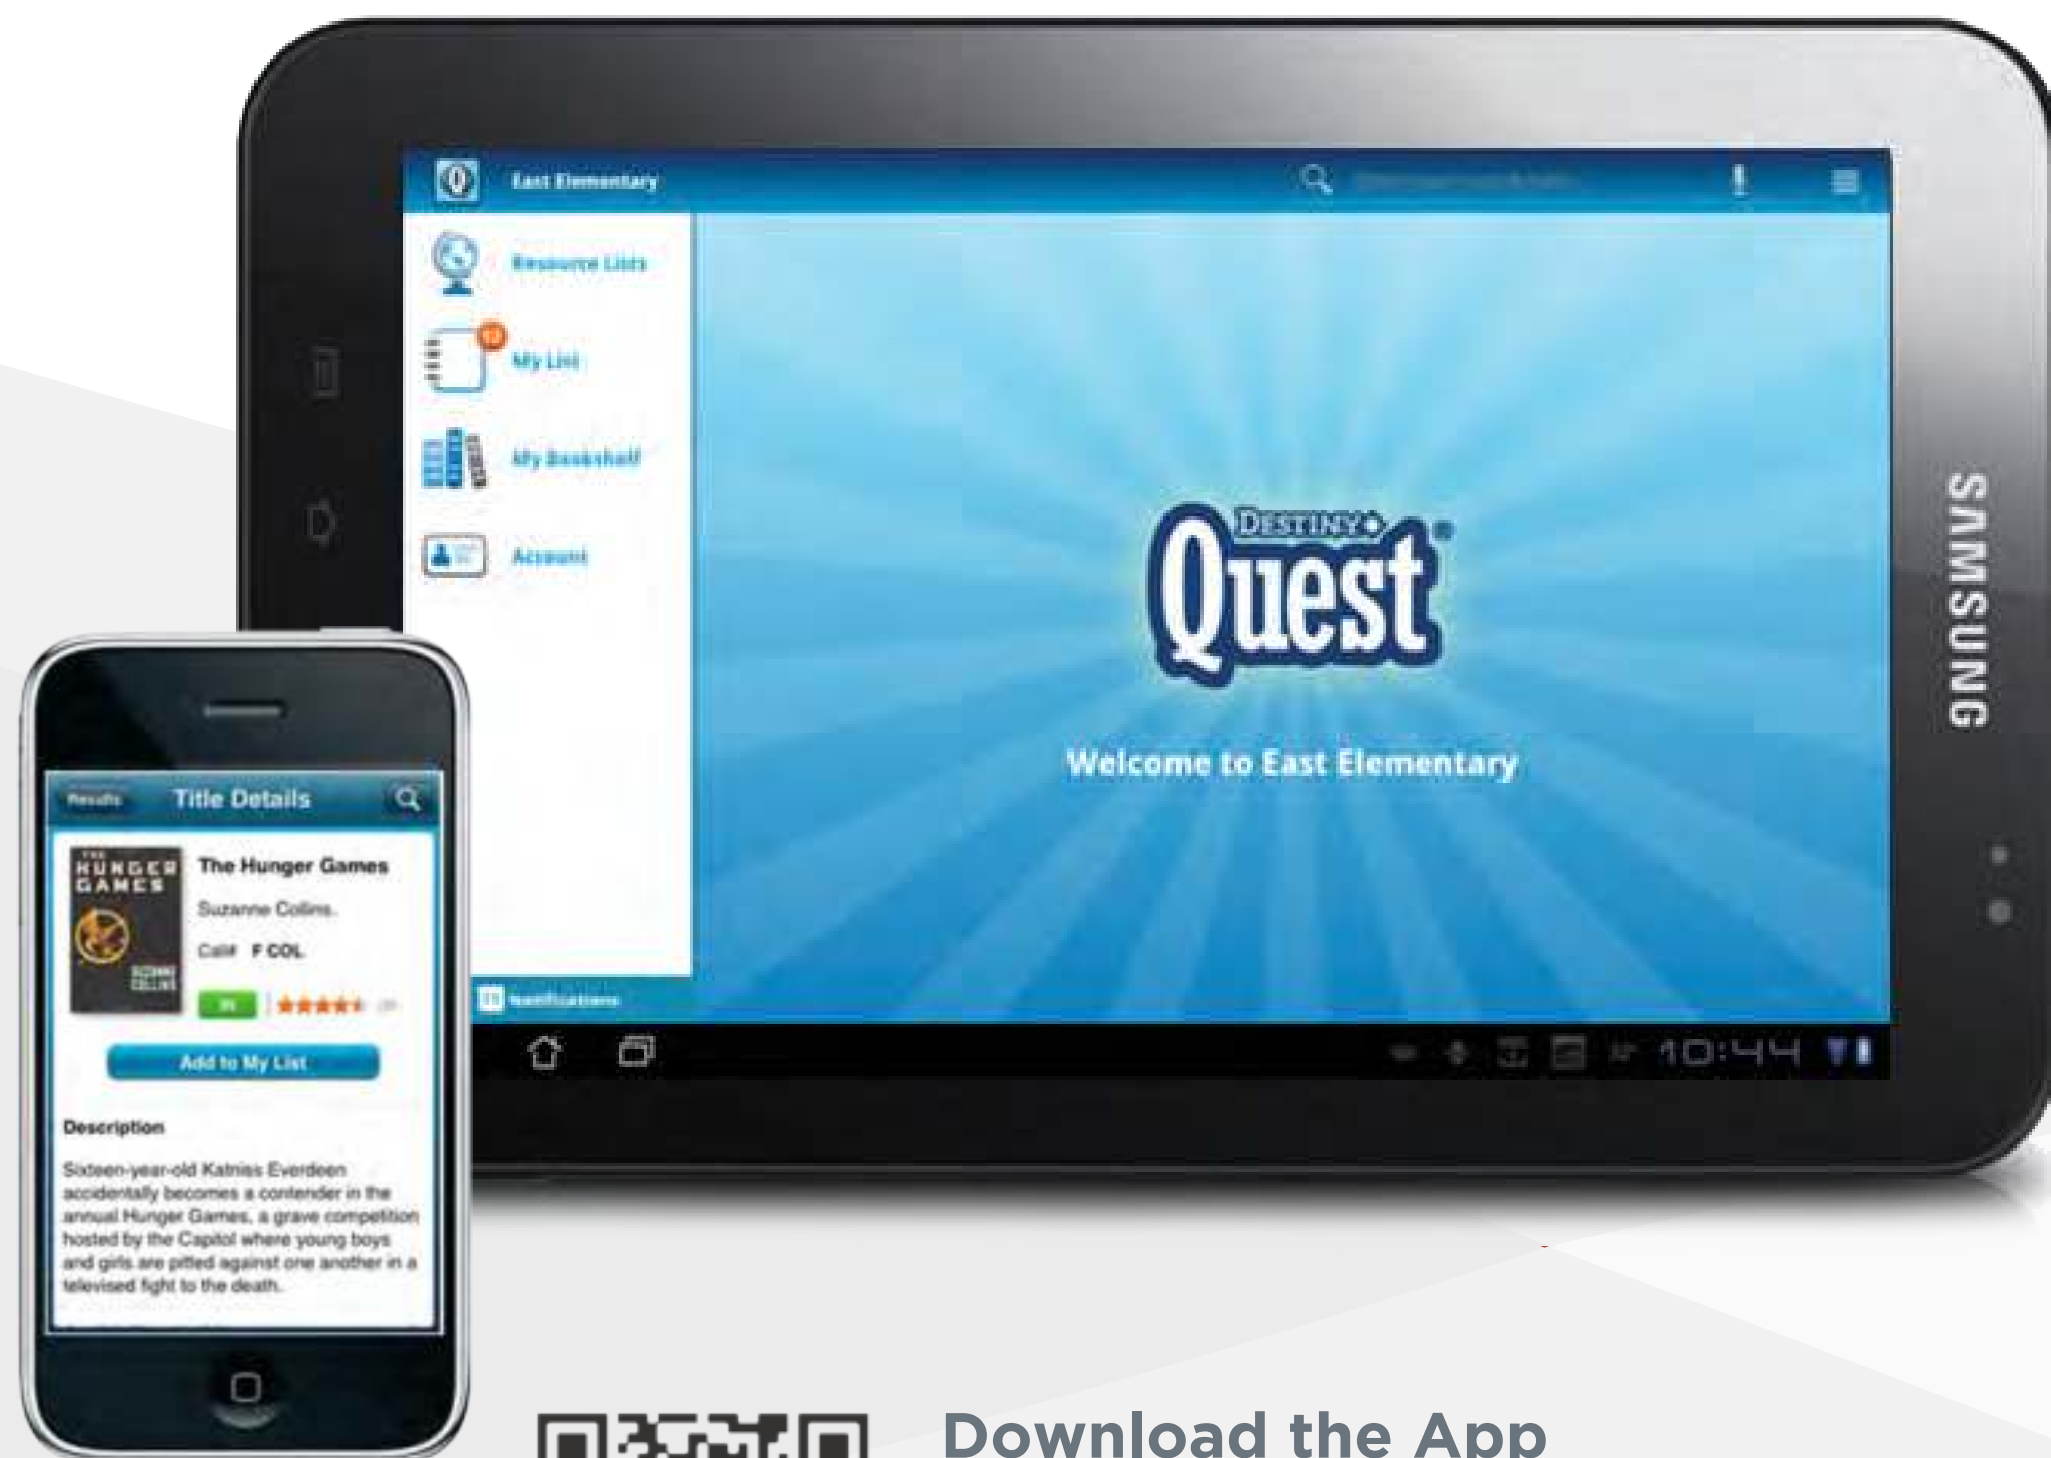 East Elementary
Resource Lists
My List
My Bookshelf
Account
DESTINY
Quest®
Welcome to East Elementary
Notifications
10:44
SAMSUNG
Results
Title Details
THE
HUNGER
GAMES
SUZANNE
COLLINS
The Hunger Games
Suzanne Collins.
Call# F COL
Add to My List
Description
Sixteen-year-old Katniss Everdeen
accidentally becomes a contender in the
annual Hunger Games, a grave competition
hosted by the Capitol where young boys
and girls are pitted against one another in a
televised fight to the death.
Download the App